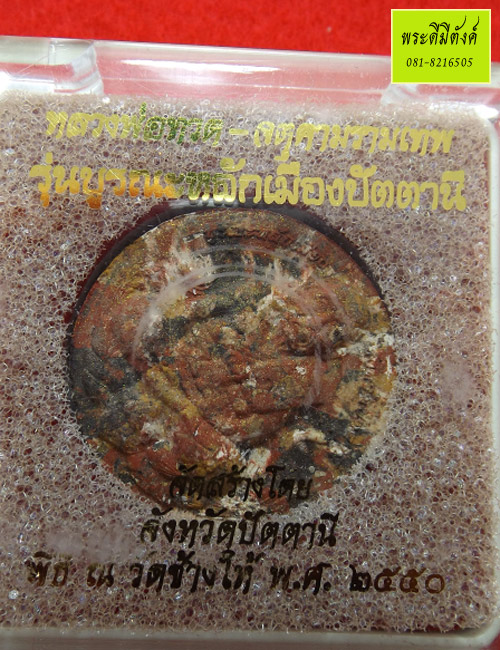 พระดีมีตังค์
081-8216505
หลวงพ่อทวด - จตุคามรามเทพ
รุ่นบูรณะหลักเมืองปัตตานี
จัดสร้างโดย
จังหวัดปัตตานี
พิธี ณ วัดช้างให้ พ.ศ. ๒๕๕๐